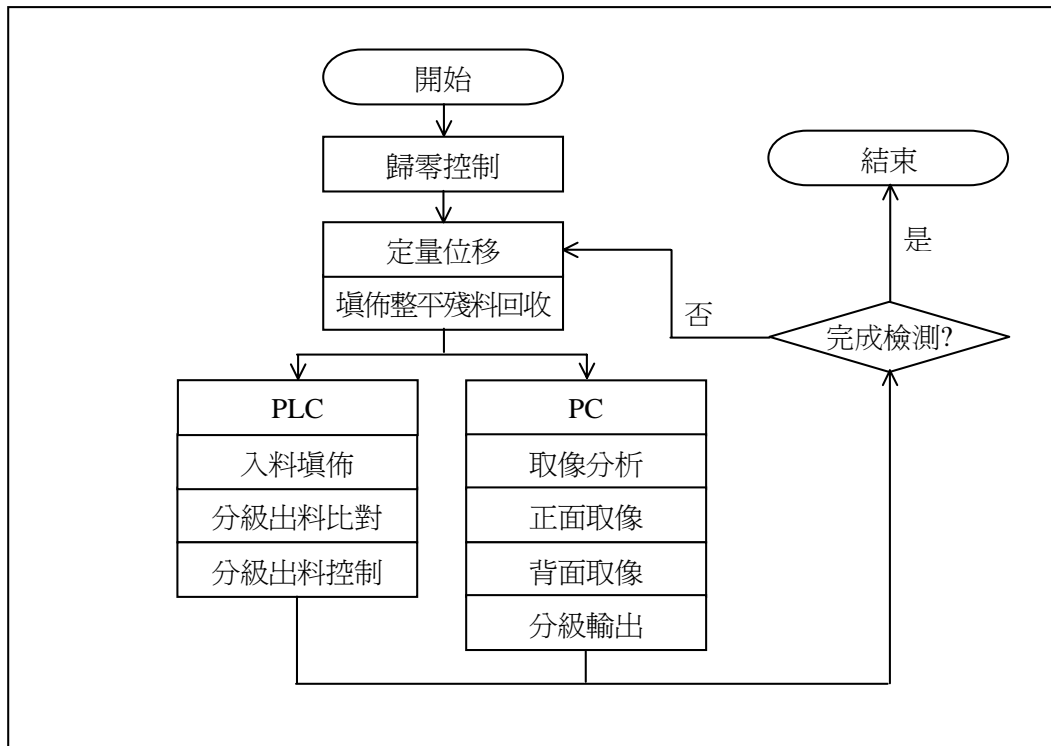 開始
歸零控制
定量位移
填佈整平殘料回收
PLC
入料填佈
分級出料比對
分級出料控制
PC
取像分析
正面取像
背面取像
分級輸出
完成檢測?
否
是
結束